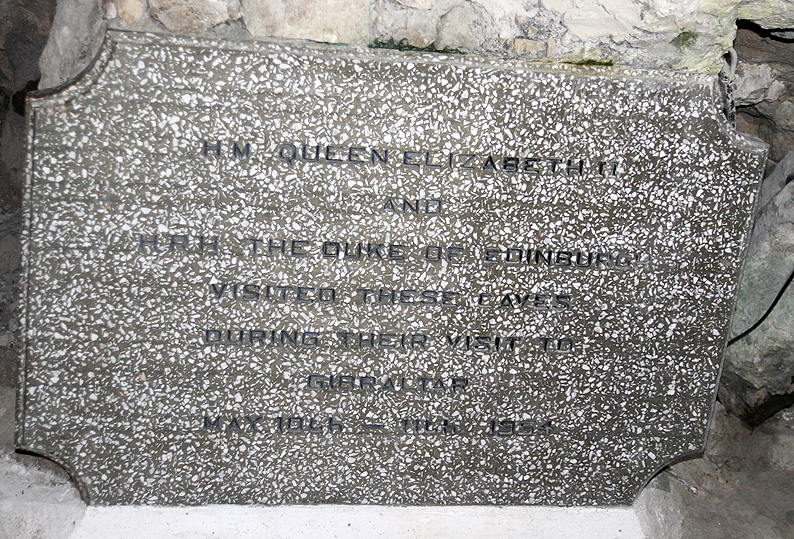 H.M. QUEEN ELIZABETH II
AND
H.R.H. THE DUKE OF EDINBURGH
VISITED THESE CAVES
DURING THEIR VISIT TO
GIBRALTAR
MAY 10th — 11th 1954